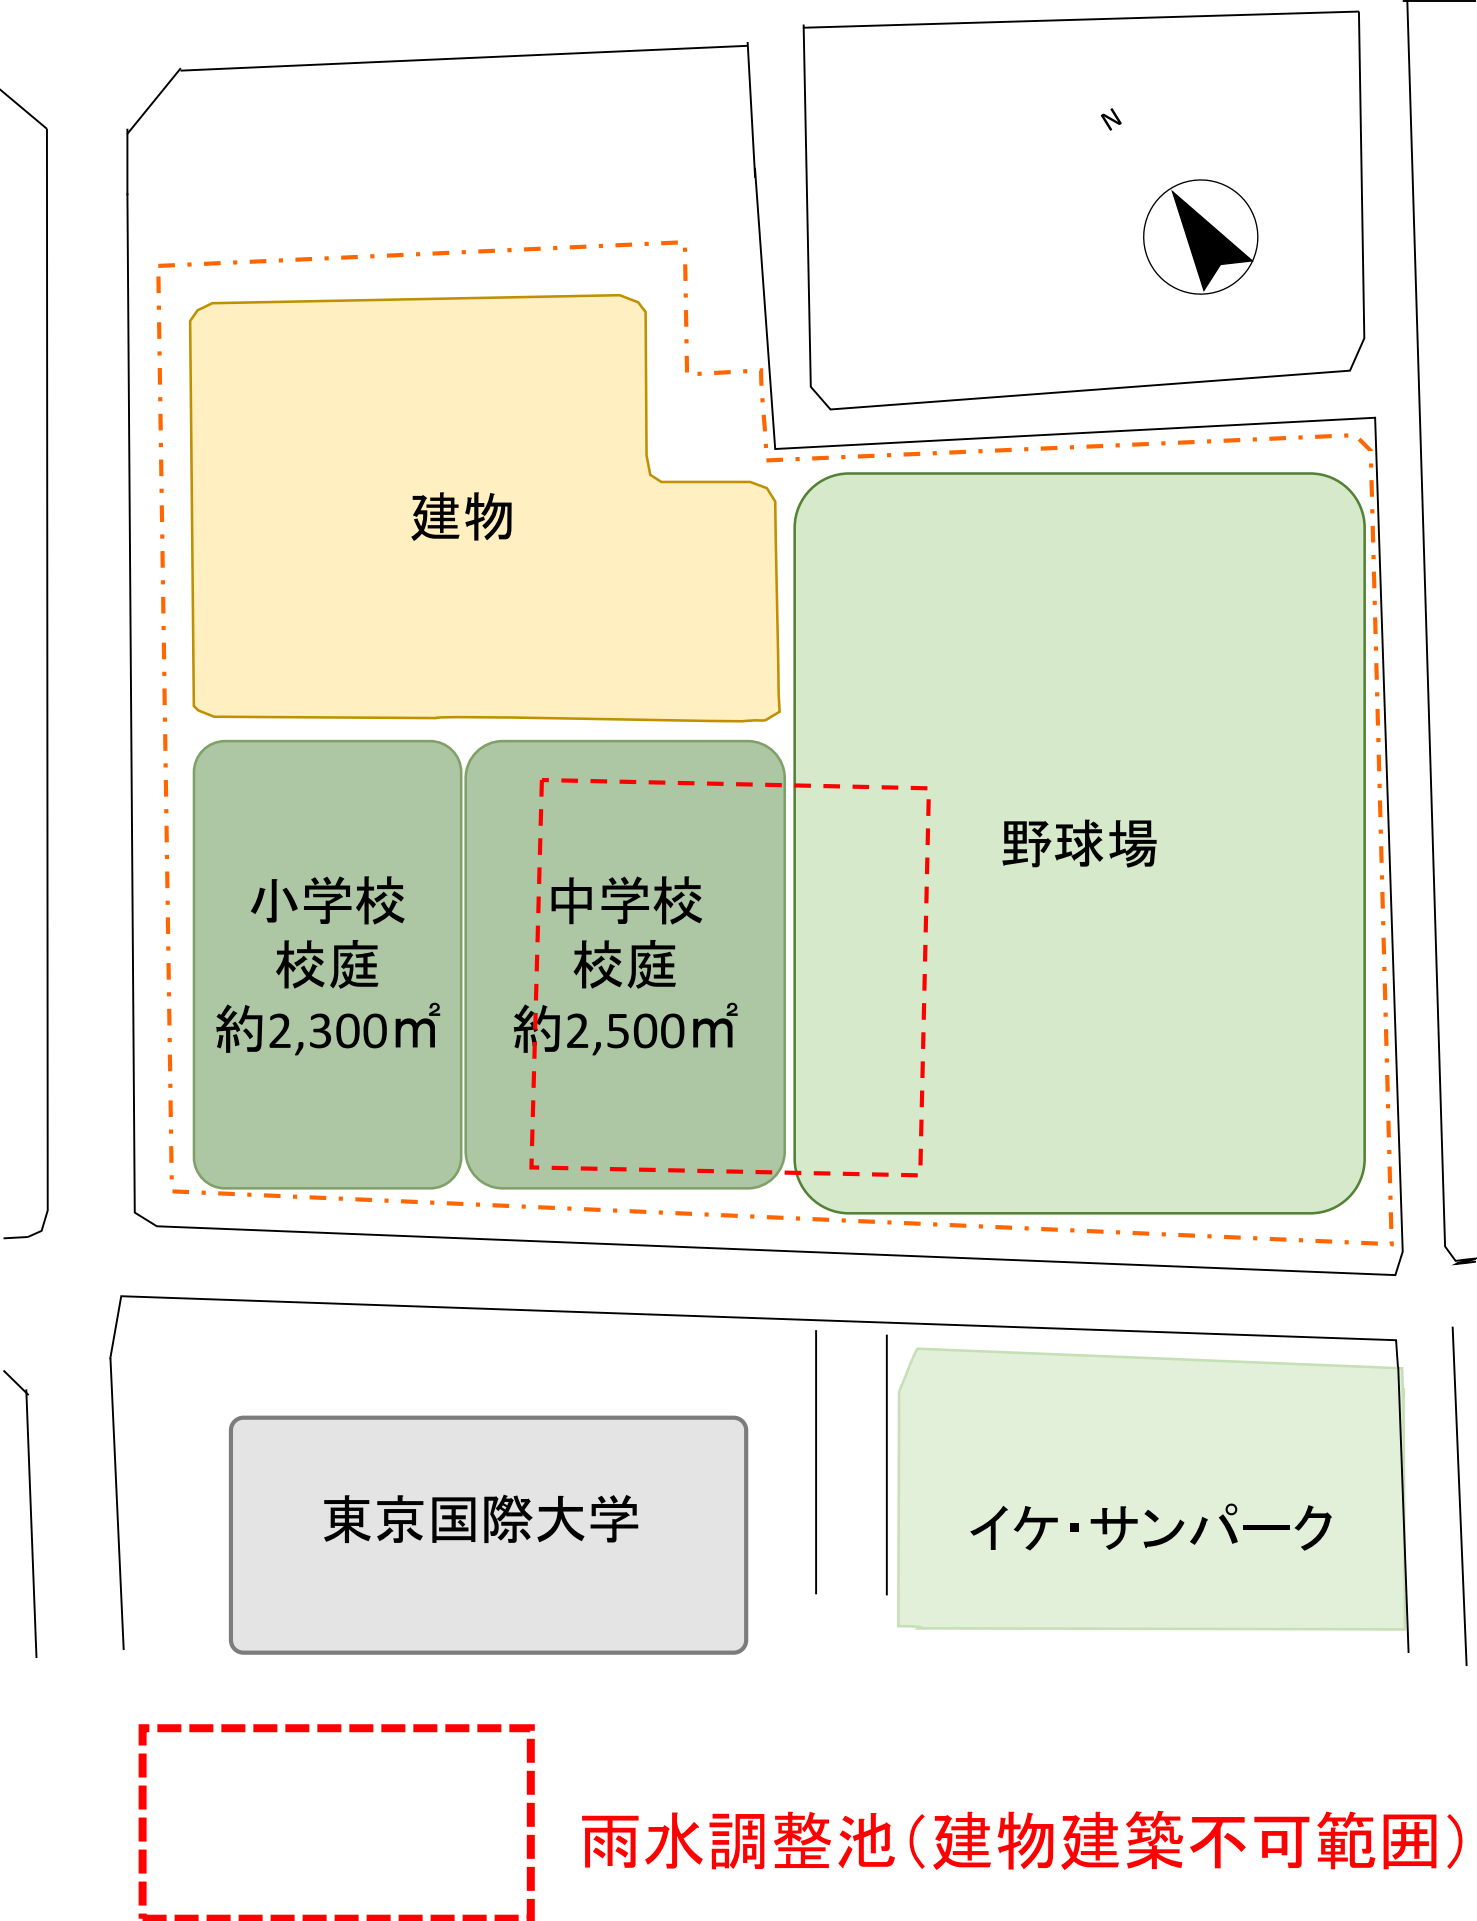 N
建物
野球場
小学校
校庭
約2,300㎡
中学校
校庭
約2,500㎡
東京国際大学
イケ・サンパーク
雨水調整池（建物建築不可範囲）